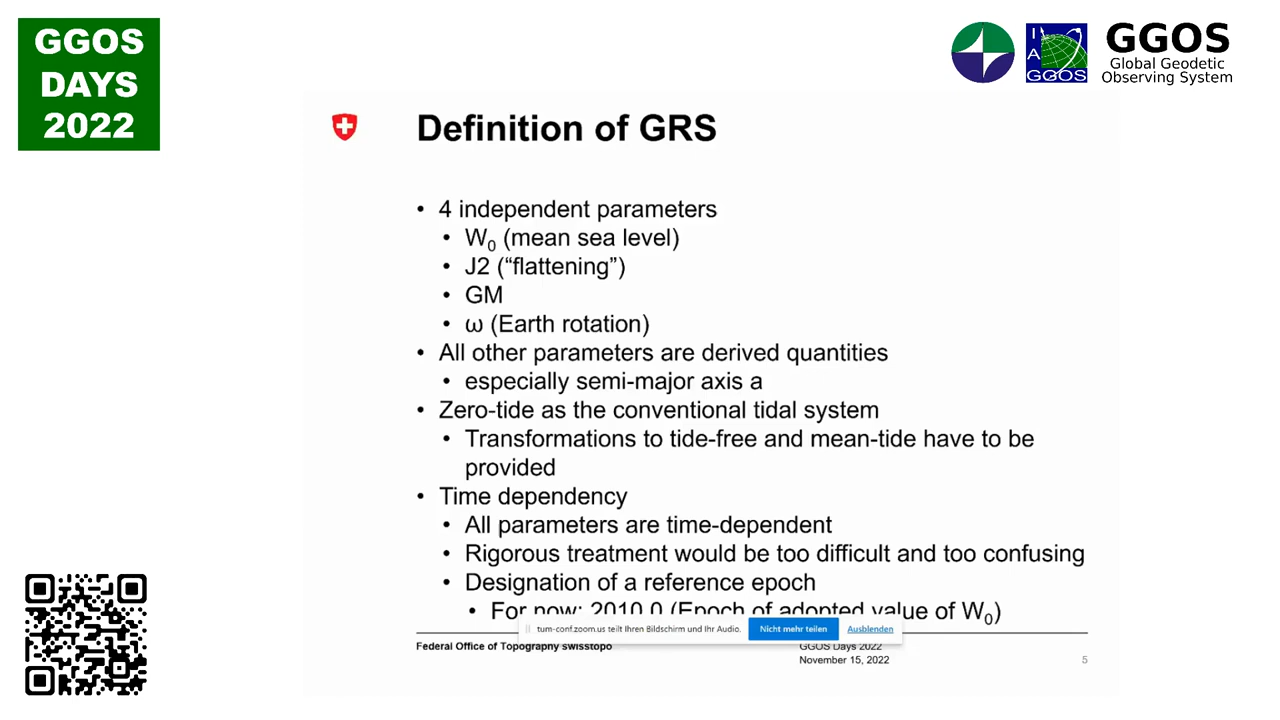 GGOS
DAYS
2022
I
A
GGOS
GGOS
Global Geodetic
Observing System
Definition of GRS
• 4 independent parameters
• W₀ (mean sea level)
• J2 (“flattening”)
• GM
• ω (Earth rotation)
• All other parameters are derived quantities
• especially semi-major axis a
• Zero-tide as the conventional tidal system
• Transformations to tide-free and mean-tide have to be
provided
• Time dependency
• All parameters are time-dependent
• Rigorous treatment would be too difficult and too confusing
• Designation of a reference epoch
• For now: 2010.0 (Epoch of adopted value of W₀)
tum-conf.zoom.us teilt Ihren Bildschirm und Ihr Audio. Nicht mehr teilen Ausblenden
Federal Office of Topography swisstopo
GGOS Days 2022
November 15, 2022
5